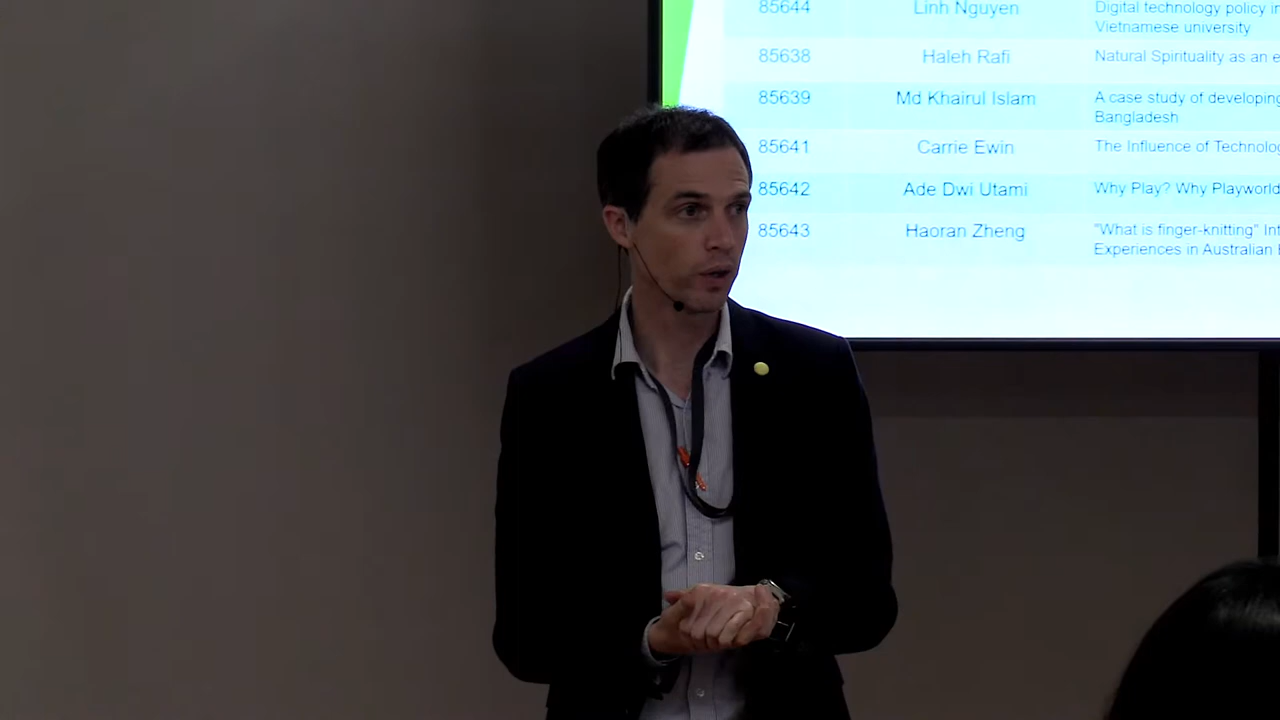 85644 Linh Nguyen Digital technology policy in
Vietnamese university
85638 Haleh Rafi Natural Spirituality as an e
85639 Md Khairul Islam A case study of developing
Bangladesh
85641 Carrie Ewin The Influence of Technolog
85642 Ade Dwi Utami Why Play? Why Playworld
85643 Haoran Zheng "What is finger-knitting" Int
Experiences in Australian E